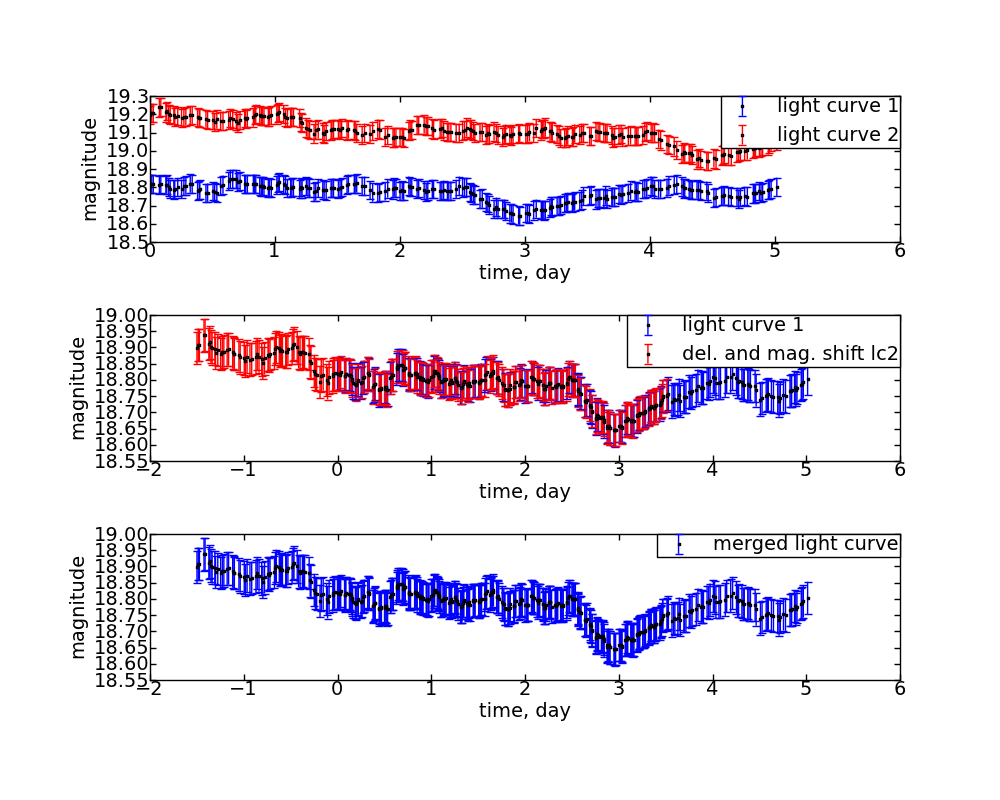 19.3
19.2
19.1
19.0
18.9
18.8
18.7
18.6
18.5
magnitude
light curve 1
light curve 2
0 1 2 3 4 5 6
time, day
19.00
18.95
18.90
18.85
18.80
18.75
18.70
18.65
18.60
18.55
magnitude
light curve 1
del. and mag. shift lc2
−2 −1 0 1 2 3 4 5 6
time, day
19.00
18.95
18.90
18.85
18.80
18.75
18.70
18.65
18.60
18.55
magnitude
merged light curve
−2 −1 0 1 2 3 4 5 6
time, day